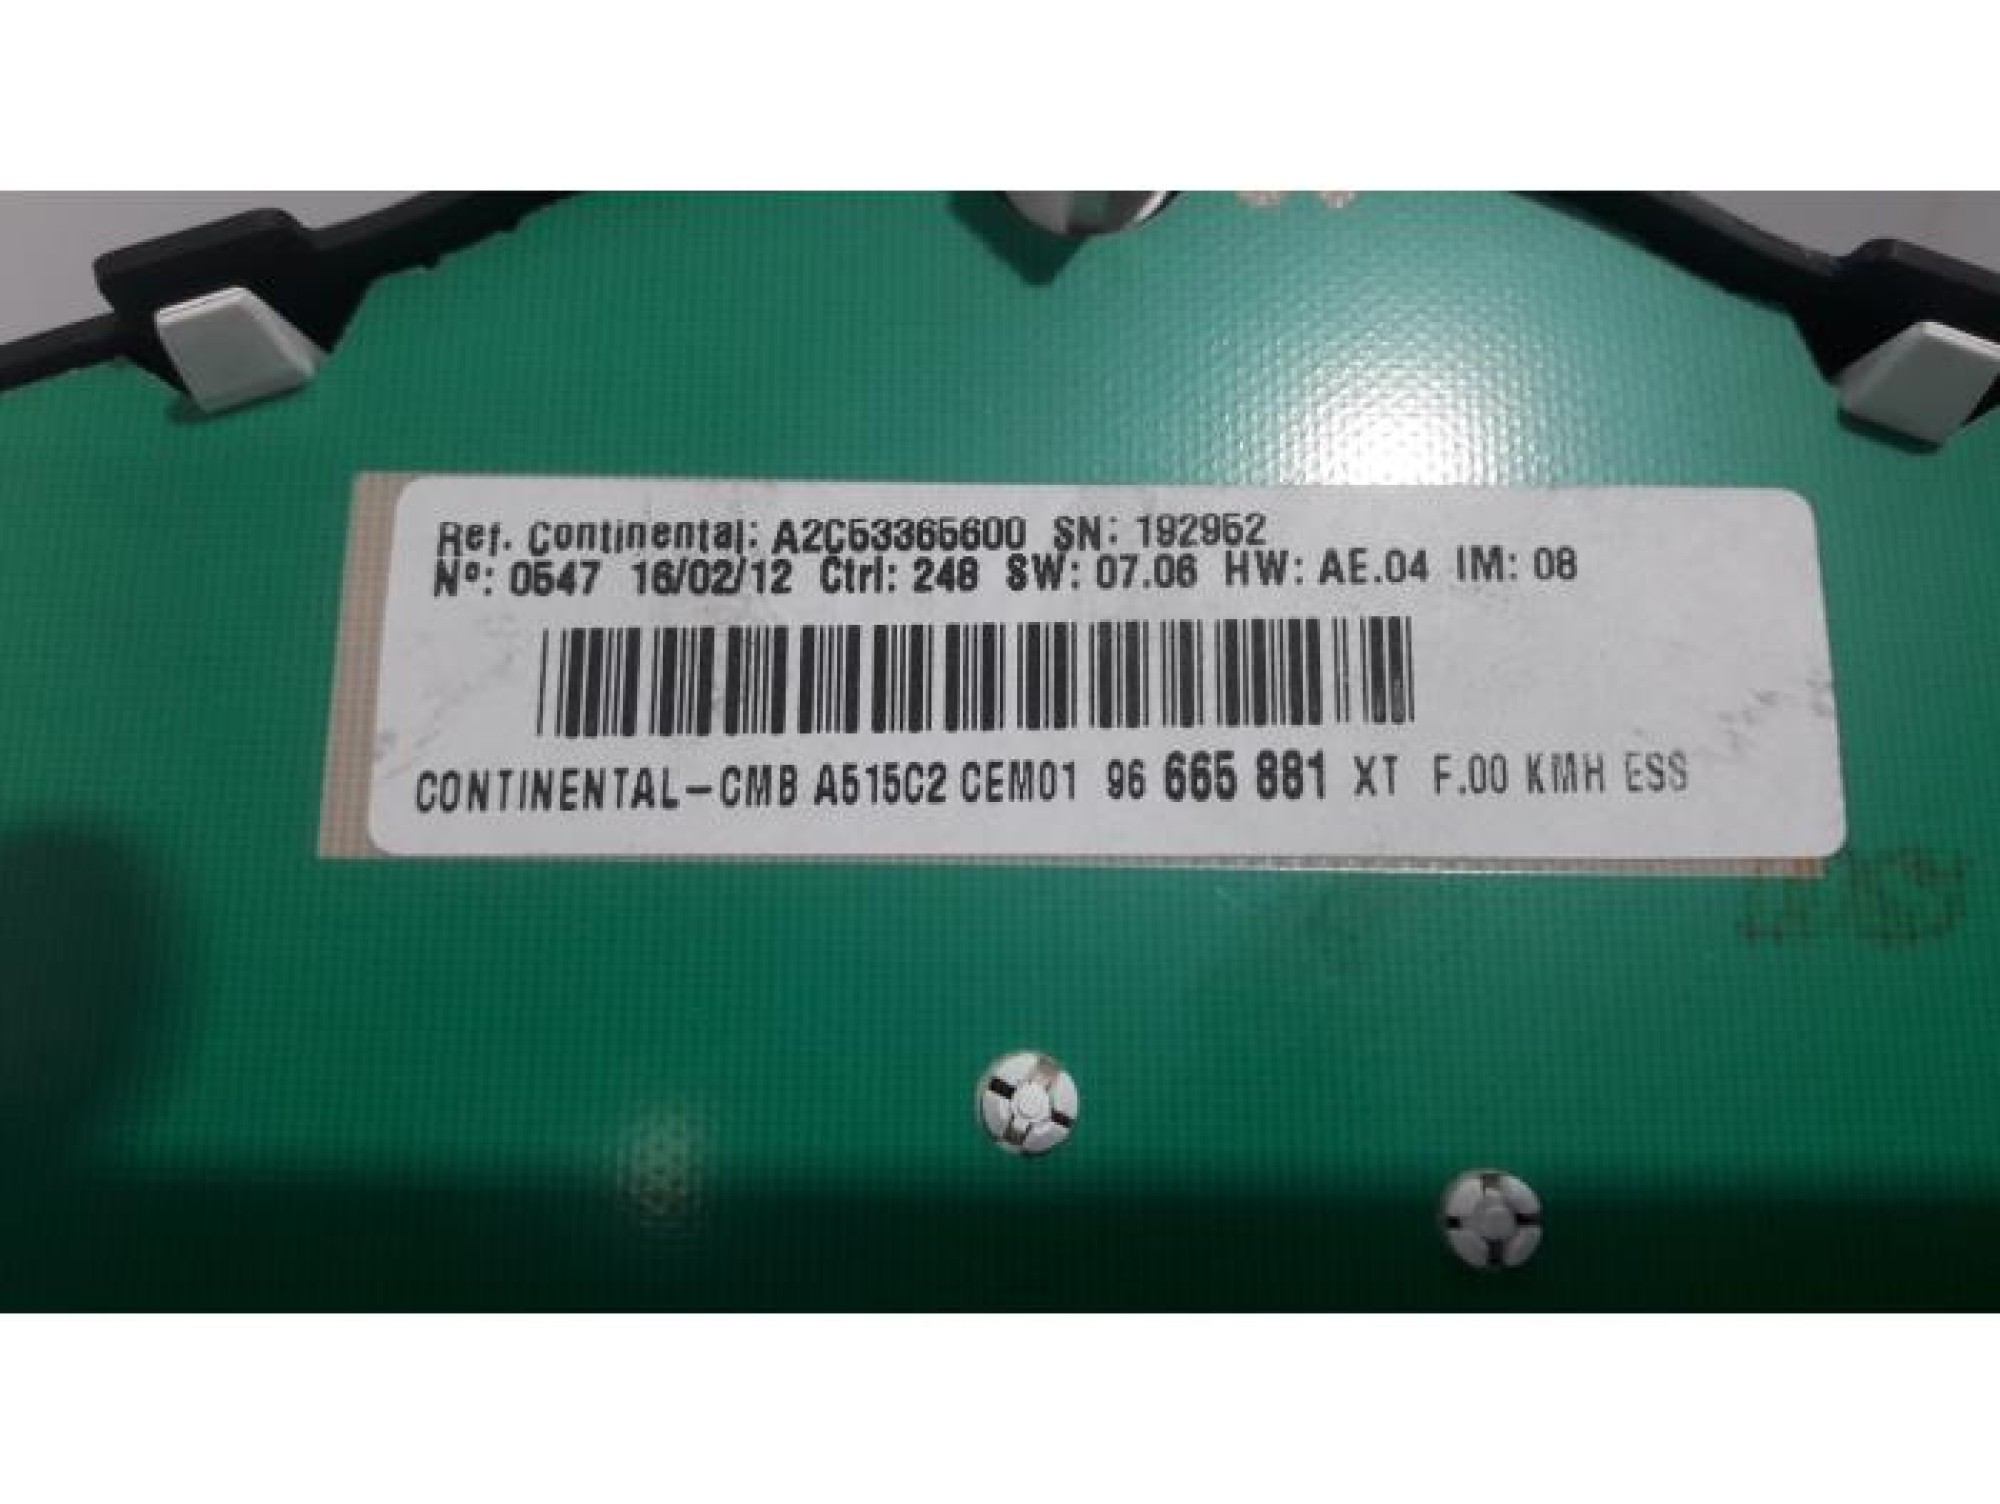 Ref. Continental: A2C53365600 SN: 192952
Nº: 0547 16/02/12 Ctrl: 248 SW: 07.06 HW: AE.04 IM: 08
CONTINENTAL-CMB A515C2 CEM01 96 665 881 XT F.00 KMH ESS